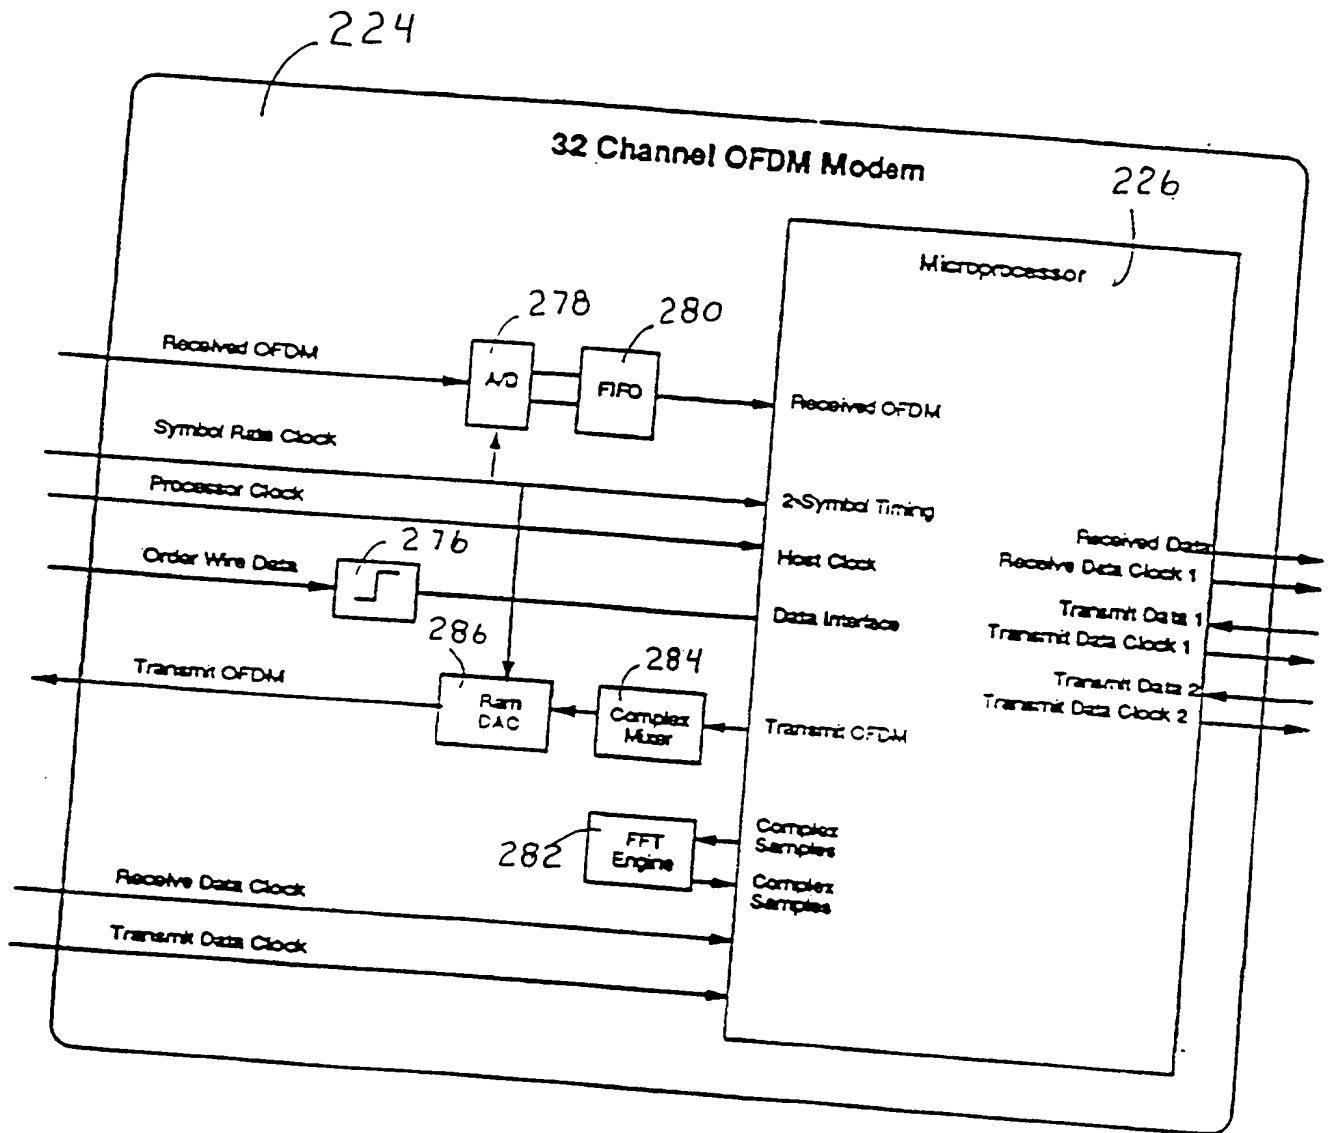 224
32 Channel OFDM Modem
226
Microprocessor
278
280
Received OFDM
A/D
FIFO
Received OFDM
Symbol Rate Clock
2-Symbol Timing
Processor Clock
Host Clock
276
Order Wire Data
Data Interface
Received Data
Receive Data Clock 1
Transmit Data 1
Transmit Data Clock 1
Transmit Data 2
Transmit Data Clock 2
286
284
Transmit OFDM
Ram
DAC
Complex
Mixer
Transmit OFDM
282
FFT
Engine
Complex
Samples
Complex
Samples
Receive Data Clock
Transmit Data Clock